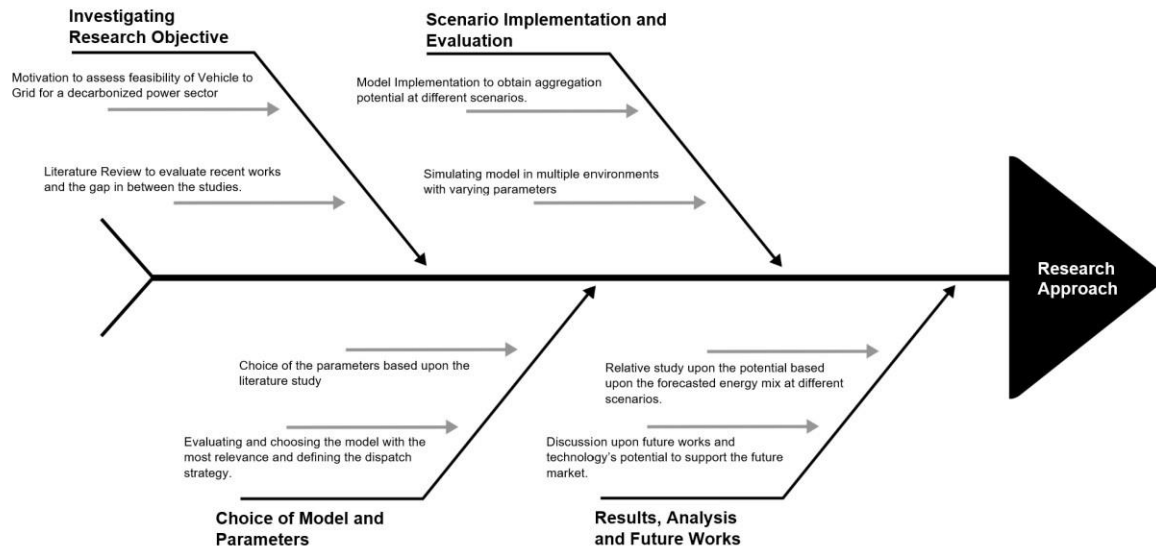 Investigating
Research Objective
Motivation to assess feasibility of Vehicle to
Grid for a decarbonized power sector
Literature Review to evaluate recent works
and the gap in between the studies.
Scenario Implementation and
Evaluation
Model Implementation to obtain aggregation
potential at different scenarios.
Simulating model in multiple environments
with varying parameters
Research
Approach
Choice of the parameters based upon the
literature study
Evaluating and choosing the model with the
most relevance and defining the dispatch
strategy.
Choice of Model and
Parameters
Relative study upon the potential based
upon the forecasted energy mix at different
scenarios.
Discussion upon future works and
technology's potential to support the future
market.
Results, Analysis
and Future Works